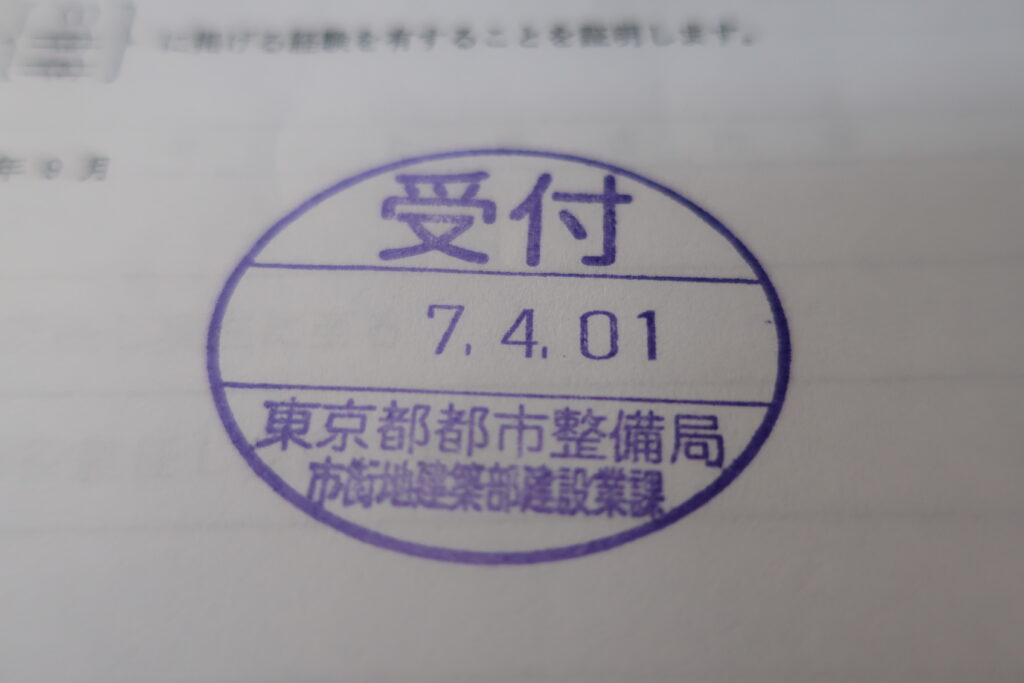 に掲げる経験を有することを証明します。
年 9 月
受付
7. 4. 01
東京都都市整備局
市街地建築部建設業課